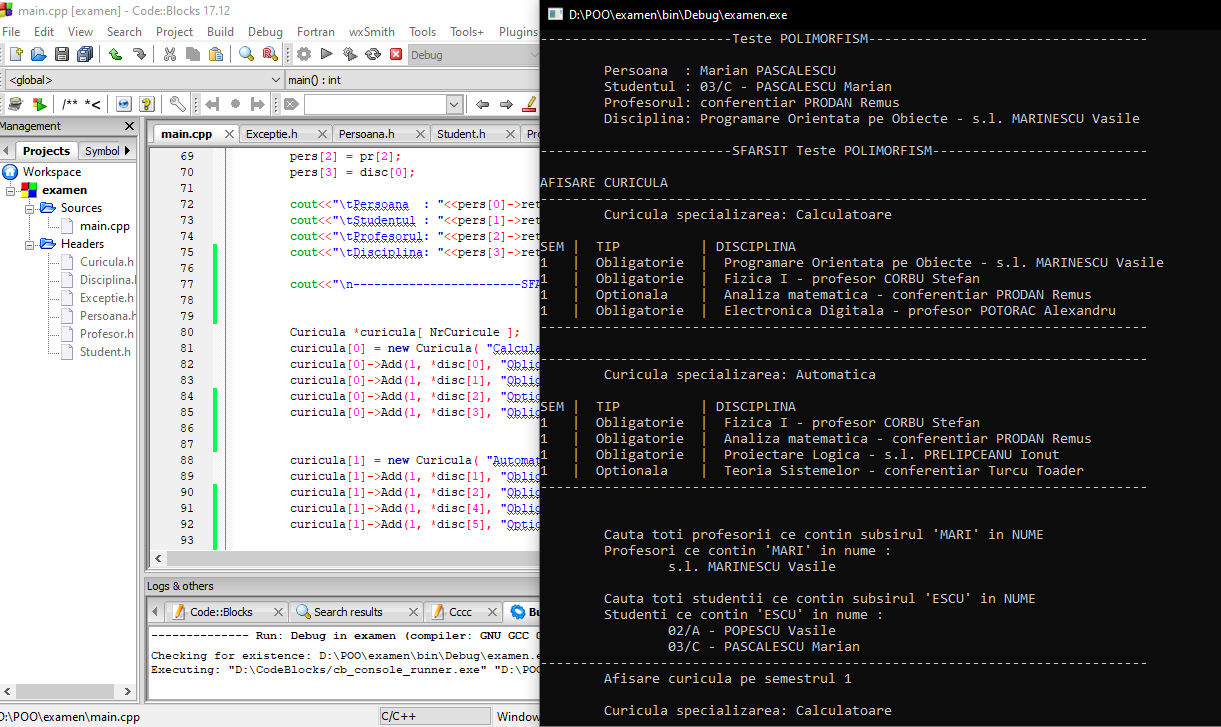 main.cpp [examen] - Code::Blocks 17.12
File Edit View Search Project Build Debug Fortran wxSmith Tools Tools+ Plugins
Debug
<global> main() : int
/** *<
Management
Projects Symbol
Workspace
examen
Sources
main.cpp
Headers
Curicula.h
Disciplina.
Exceptie.h
Persoana.h
Profesor.h
Student.h
main.cpp Exceptie.h Persoana.h Student.h Pro
69 pers[2] = pr[2];
70 pers[3] = disc[0];
71
72 cout<<"\tPersoana  : "<<pers[0]->ret
73 cout<<"\tStudentul : "<<pers[1]->ret
74 cout<<"\tProfesorul: "<<pers[2]->ret
75 cout<<"\tDisciplina: "<<pers[3]->ret
76
77 cout<<"\n------------------------SFA
78
79
80 Curicula *curicula[ NrCuricule ];
81 curicula[0] = new Curicula( "Calcula
82 curicula[0]->Add(1, *disc[0], "Oblig
83 curicula[0]->Add(1, *disc[1], "Oblig
84 curicula[0]->Add(1, *disc[2], "Optio
85 curicula[0]->Add(1, *disc[3], "Oblig
86
87
88 curicula[1] = new Curicula( "Automat
89 curicula[1]->Add(1, *disc[1], "Oblig
90 curicula[1]->Add(1, *disc[2], "Oblig
91 curicula[1]->Add(1, *disc[4], "Oblig
92 curicula[1]->Add(1, *disc[5], "Optio
93
Logs & others
Code::Blocks Search results Cccc Bu
-------------- Run: Debug in examen (compiler: GNU GCC C
Checking for existence: D:\POO\examen\bin\Debug\examen.e
Executing: "D:\CodeBlocks/cb_console_runner.exe" "D:\POO
D:\POO\examen\main.cpp C/C++ Window
D:\POO\examen\bin\Debug\examen.exe
------------------------Teste POLIMORFISM-----------------------------------
Persoana  : Marian PASCALESCU
Studentul : 03/C - PASCALESCU Marian
Profesorul: conferentiar PRODAN Remus
Disciplina: Programare Orientata pe Obiecte - s.l. MARINESCU Vasile
------------------------SFARSIT Teste POLIMORFISM---------------------------
AFISARE CURICULA
----------------------------------------------------------------------------
Curicula specializarea: Calculatoare
SEM |  TIP          | DISCIPLINA
1   |  Obligatorie  |  Programare Orientata pe Obiecte - s.l. MARINESCU Vasile
1   |  Obligatorie  |  Fizica I - profesor CORBU Stefan
1   |  Optionala    |  Analiza matematica - conferentiar PRODAN Remus
1   |  Obligatorie  |  Electronica Digitala - profesor POTORAC Alexandru
----------------------------------------------------------------------------
----------------------------------------------------------------------------
Curicula specializarea: Automatica
SEM |  TIP          | DISCIPLINA
1   |  Obligatorie  |  Fizica I - profesor CORBU Stefan
1   |  Obligatorie  |  Analiza matematica - conferentiar PRODAN Remus
1   |  Obligatorie  |  Proiectare Logica - s.l. PRELIPCEANU Ionut
1   |  Optionala    |  Teoria Sistemelor - conferentiar Turcu Toader
----------------------------------------------------------------------------
Cauta toti profesorii ce contin subsirul 'MARI' in NUME
Profesori ce contin 'MARI' in nume :
s.l. MARINESCU Vasile
Cauta toti studentii ce contin subsirul 'ESCU' in NUME
Studenti ce contin 'ESCU' in nume :
02/A - POPESCU Vasile
03/C - PASCALESCU Marian
----------------------------------------------------------------------------
Afisare curicula pe semestrul 1
Curicula specializarea: Calculatoare